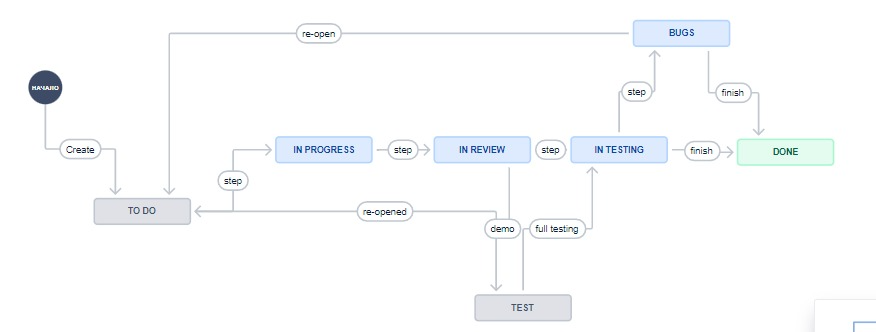 re-open
BUGS
step
finish
Create
IN PROGRESS
step
IN REVIEW
step
IN TESTING
finish
DONE
step
TO DO
re-opened
demo
full testing
TEST